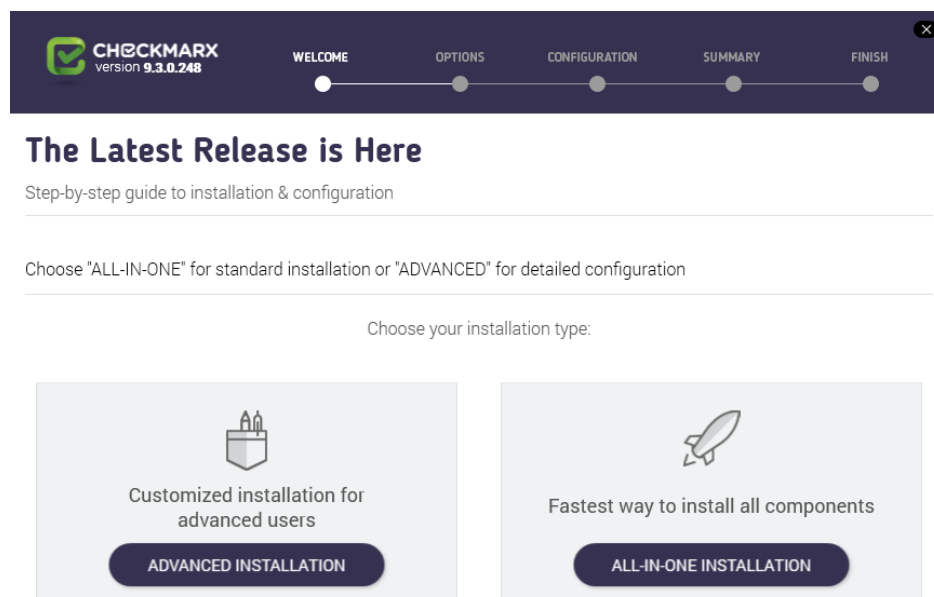 CHECKMARX
version 9.3.0.248
WELCOME
OPTIONS
CONFIGURATION
SUMMARY
FINISH
The Latest Release is Here
Step-by-step guide to installation & configuration
Choose "ALL-IN-ONE" for standard installation or "ADVANCED" for detailed configuration
Choose your installation type:
Customized installation for
advanced users
ADVANCED INSTALLATION
Fastest way to install all components
ALL-IN-ONE INSTALLATION